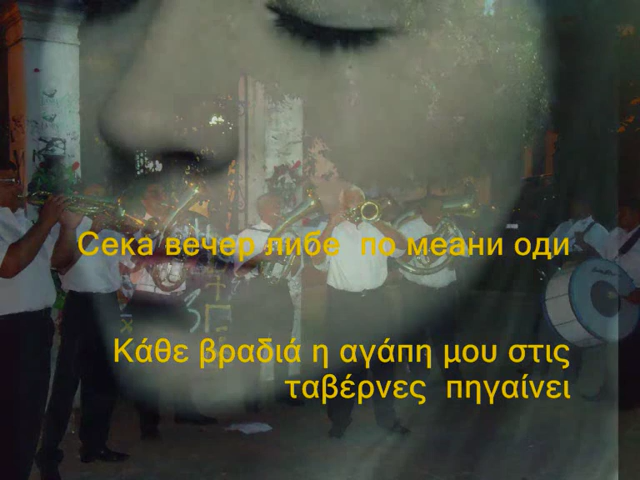 Сека вечер либе по меани оди
Κάθε βραδιά η αγάπη μου στις
ταβέρνες πηγαίνει